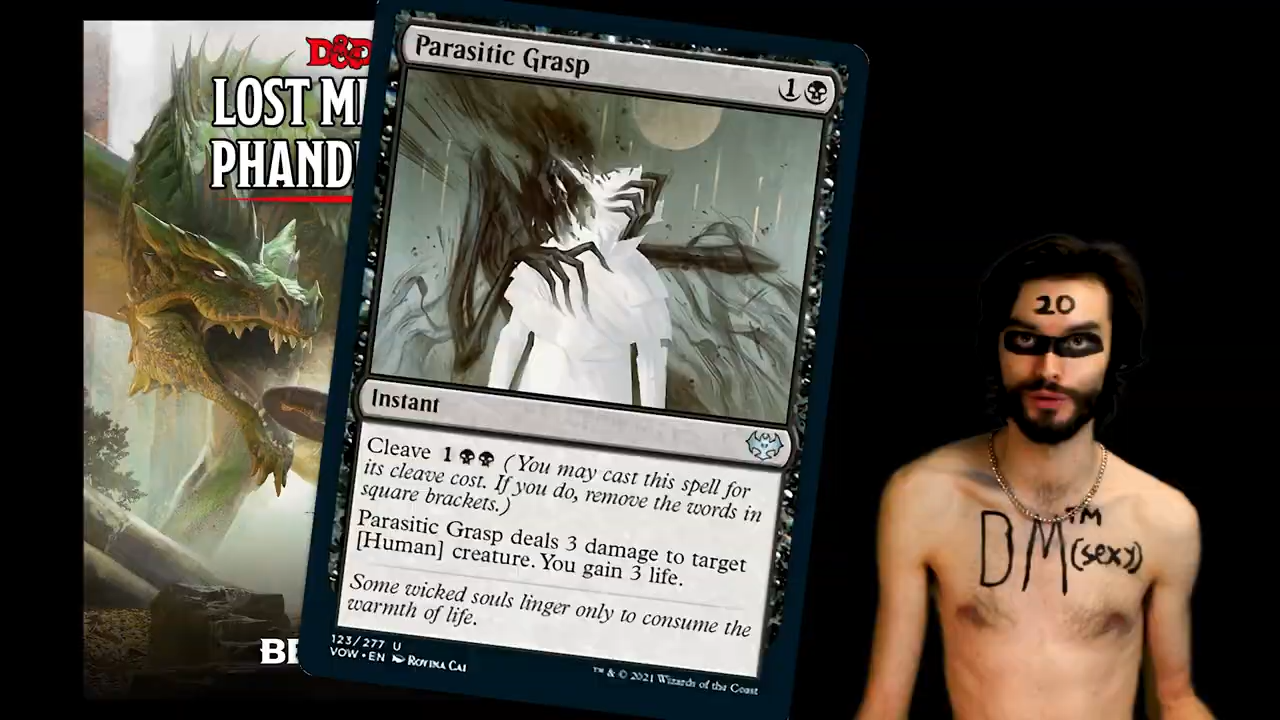 D&D
LOST MI
PHAND
BE
Parasitic Grasp
1
Instant
Cleave 1 (You may cast this spell for
its cleave cost. If you do, remove the words in
square brackets.)
Parasitic Grasp deals 3 damage to target
[Human] creature. You gain 3 life.
Some wicked souls linger only to consume the
warmth of life.
123/277 U
VOW • EN Rovina Cai
™ & © 2021 Wizards of the Coast
20
DM™
(sexy)